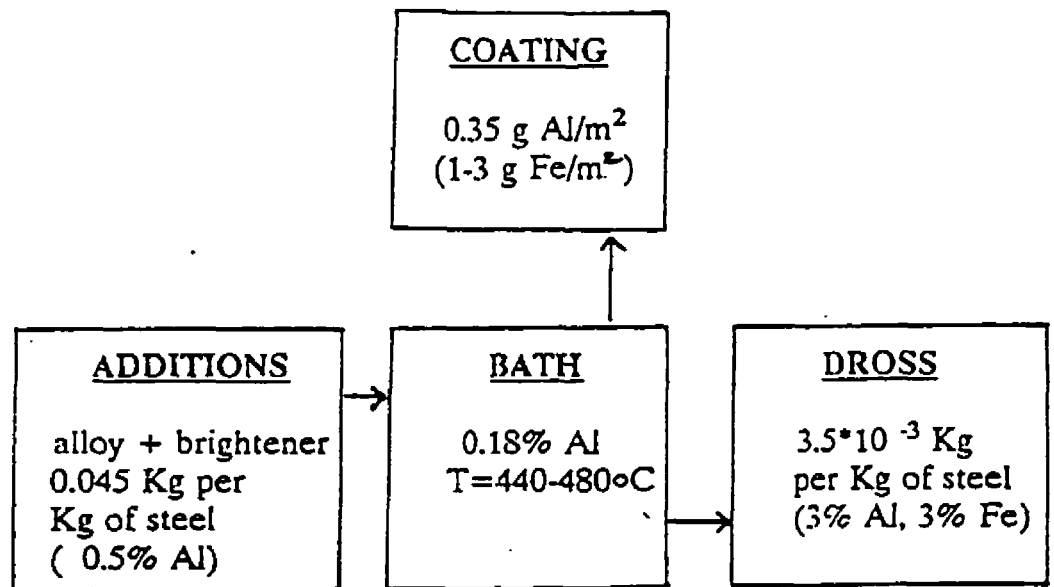 COATING
0.35 g Al/m²
(1-3 g Fe/m²)
ADDITIONS
alloy + brightener
0.045 Kg per
Kg of steel
( 0.5% Al)
BATH
0.18% Al
T=440-480°C
DROSS
3.5*10 -3 Kg
per Kg of steel
(3% Al, 3% Fe)